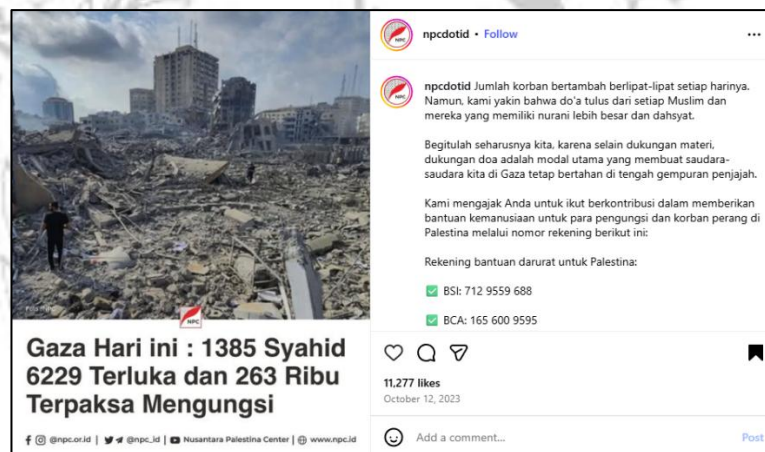 NPC
Gaza Hari ini : 1385 Syahid
6229 Terluka dan 263 Ribu
Terpaksa Mengungsi
@npc.or.id | @npc_id | Nusantara Palestina Center | www.npc.id
NPC
npcdotid • Follow
NPC
npcdotid Jumlah korban bertambah berlipat-lipat setiap harinya.
Namun, kami yakin bahwa do'a tulus dari setiap Muslim dan
mereka yang memiliki nurani lebih besar dan dahsyat.
Begitulah seharusnya kita, karena selain dukungan materi,
dukungan doa adalah modal utama yang membuat saudara-
saudara kita di Gaza tetap bertahan di tengah gempuran penjajah.
Kami mengajak Anda untuk ikut berkontribusi dalam memberikan
bantuan kemanusiaan untuk para pengungsi dan korban perang di
Palestina melalui nomor rekening berikut ini:
Rekening bantuan darurat untuk Palestina:
✅ BSI: 712 9559 688
✅ BCA: 165 600 9595
11,277 likes
October 12, 2023
Add a comment...
Post